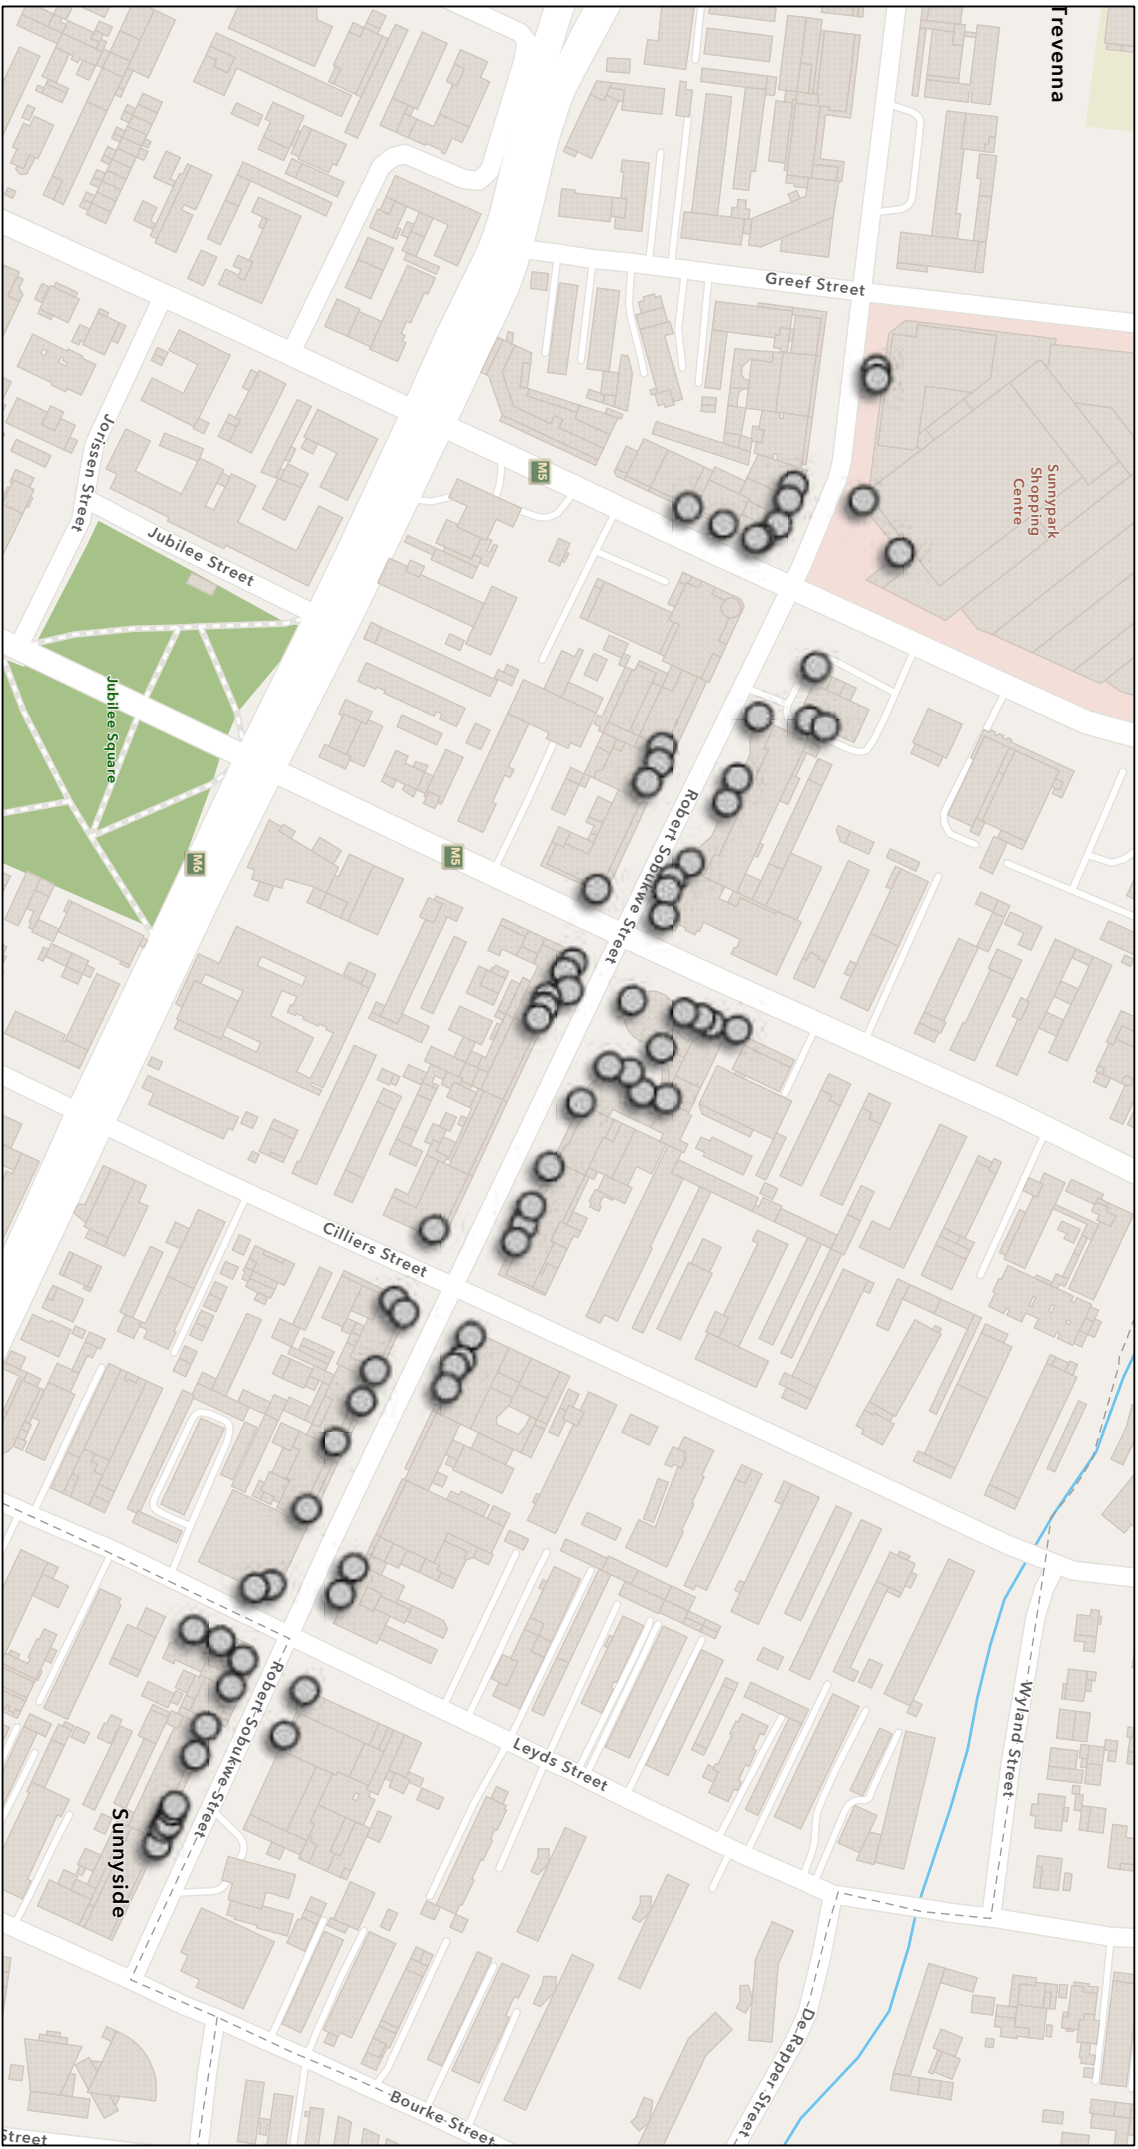 Trevenna
Greef Street
M5
Sunnypark
Shopping
Centre
Jorissen Street
Jubilee Street
Jubilee Square
Robert Sobukwe Street
M5
M6
Cilliers Street
Robert Sobukwe Street
Wyland Street
Leyds Street
Sunnyside
De Rapper Street
Bourke Street
Street